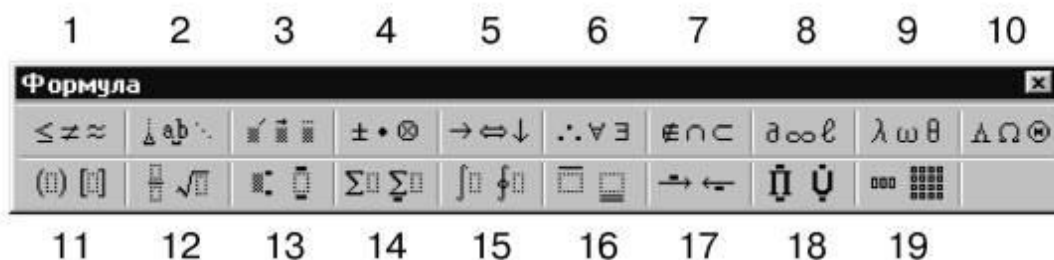 1 2 3 4 5 6 7 8 9 10
Формула
≤ ≠ ≈ a͟b ⋱ ± • ⊗ → ⇔ ↓ ∴ ∀ ∃ ∉ ∩ ⊂ ∂ ∞ ℓ λ ω θ Λ Ω Θ
( ) [ ] √ Σ Σ ∫ ∮ → ← Π Ụ
11 12 13 14 15 16 17 18 19